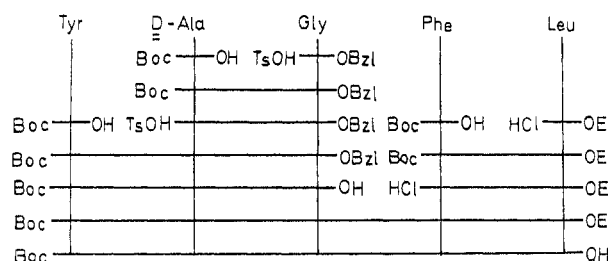 Tyr D-Ala Gly Phe Leu
Boc OH TsOH OBzl
Boc OBzl
Boc OH TsOH OBzl Boc OH HCl OE
Boc OBzl Boc OE
Boc OH HCl OE
Boc OE
Boc OH